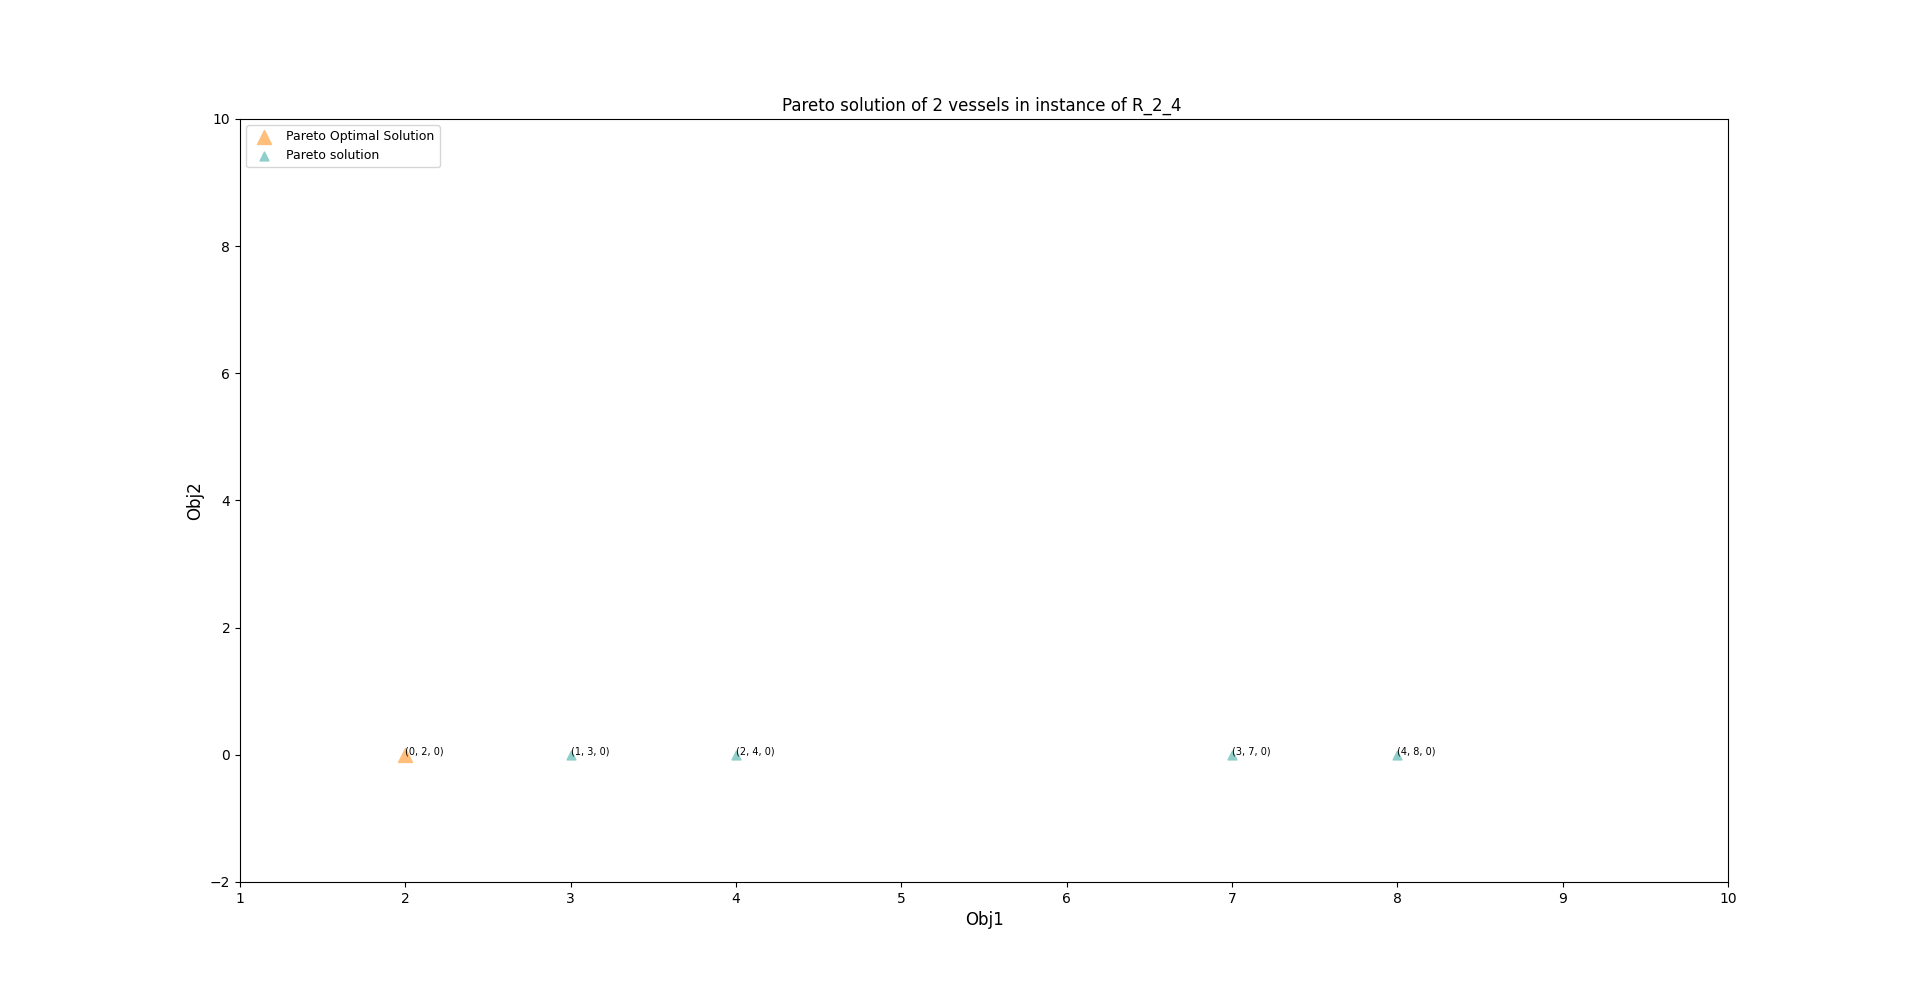 Pareto solution of 2 vessels in instance of R_2_4
Pareto Optimal Solution
Pareto solution
10
8
6
4
2
0
−2
Obj2
(0, 2, 0)
(1, 3, 0)
(2, 4, 0)
(3, 7, 0)
(4, 8, 0)
1 2 3 4 5 6 7 8 9 10
Obj1